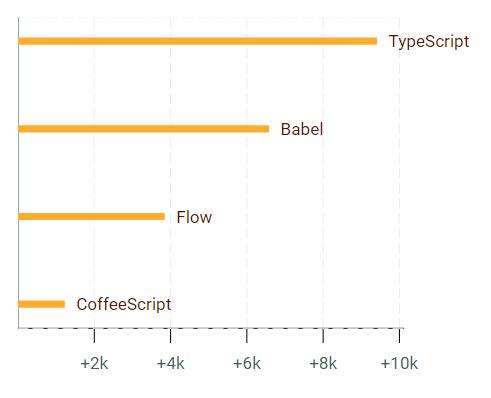 TypeScript
Babel
Flow
CoffeeScript
+2k +4k +6k +8k +10k